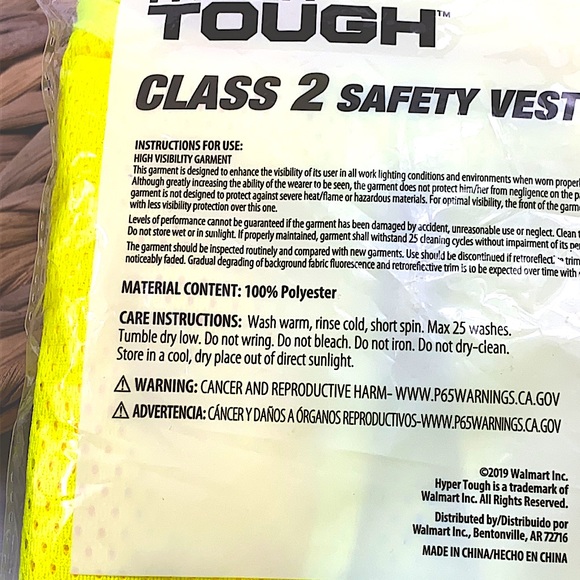 TOUGH™
CLASS 2 SAFETY VEST
INSTRUCTIONS FOR USE:
HIGH VISIBILITY GARMENT
This garment is designed to enhance the visibility of its user in all work lighting conditions and environments when worn
Although greatly increasing the ability of the wearer to be seen, the garment does not protect him/her from negligence on the
garment is not designed to protect against severe heat/flame or hazardous materials. For optimal visibility, the front of the
with less visibility protection over this one.
Levels of performance cannot be guaranteed if the garment has been damaged by accident, unreasonable use or neglect. Clean
Do not store wet or in sunlight. If properly maintained, garment shall withstand 25 cleaning cycles without impairment of its
The garment should be inspected routinely and compared with new garments. Use should be discontinued if retroreflect trim
noticeably faded. Gradual degrading of background fabric fluorescence and retroreflective trim is to be expected over time with
MATERIAL CONTENT: 100% Polyester
CARE INSTRUCTIONS: Wash warm, rinse cold, short spin. Max 25 washes.
Tumble dry low. Do not wring. Do not bleach. Do not iron. Do not dry-clean.
Store in a cool, dry place out of direct sunlight.
⚠ WARNING: CANCER AND REPRODUCTIVE HARM- WWW.P65WARNINGS.CA.GOV
⚠ ADVERTENCIA: CÁNCER Y DAÑOS A ÓRGANOS REPRODUCTIVOS-WWW.P65WARNINGS.CA.GOV
©2019 Walmart Inc.
Hyper Tough is a trademark of
Walmart Inc. All Rights Reserved.
Distributed by/Distribuido por
Walmart Inc., Bentonville, AR 72716
MADE IN CHINA/HECHO EN CHINA